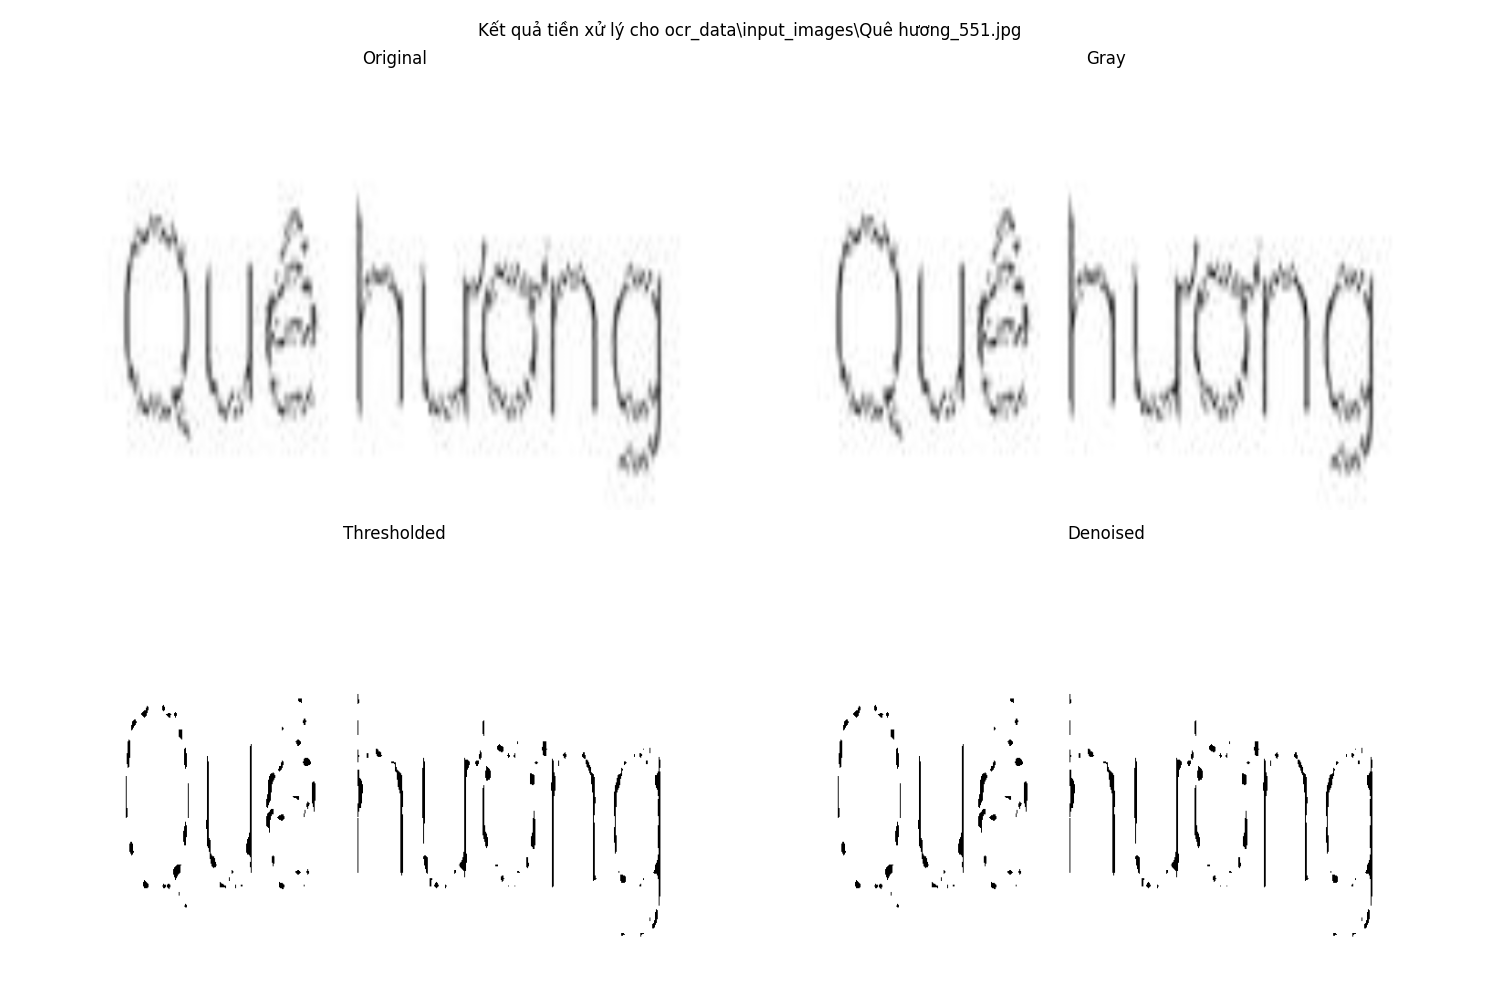 Kết quả tiền xử lý cho ocr_data\input_images\Quê hương_551.jpg
Original
Gray
Quê hương
Quê hương
Thresholded
Denoised
Quê hương
Quê hương